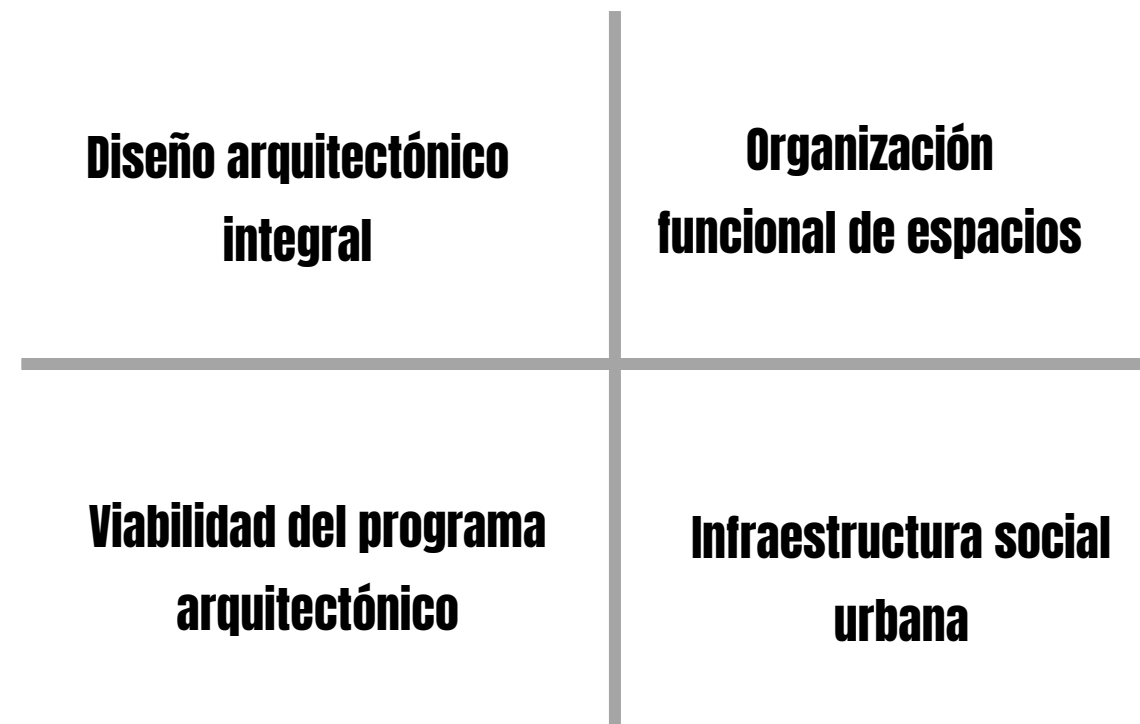 Diseño arquitectónico
integral
Organización
funcional de espacios
Viabilidad del programa
arquitectónico
Infraestructura social
urbana